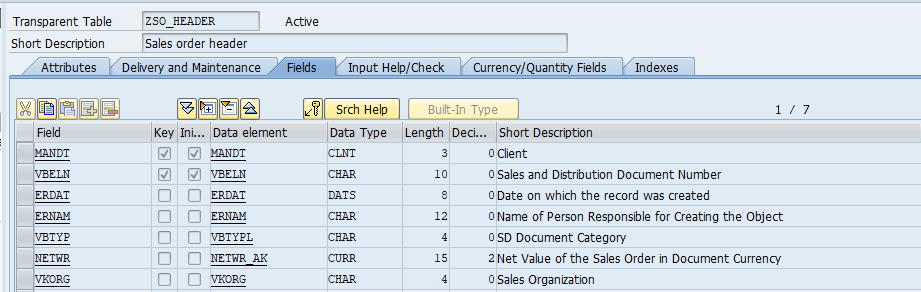 Transparent Table ZSO_HEADER Active
Short Description Sales order header
Attributes Delivery and Maintenance Fields Input Help/Check Currency/Quantity Fields Indexes
Srch Help Built-In Type 1 / 7
Field Key Ini... Data element Data Type Length Deci... Short Description
MANDT MANDT CLNT 3 0 Client
VBELN VBELN CHAR 10 0 Sales and Distribution Document Number
ERDAT ERDAT DATS 8 0 Date on which the record was created
ERNAM ERNAM CHAR 12 0 Name of Person Responsible for Creating the Object
VBTYP VBTYPL CHAR 4 0 SD Document Category
NETWR NETWR_AK CURR 15 2 Net Value of the Sales Order in Document Currency
VKORG VKORG CHAR 4 0 Sales Organization